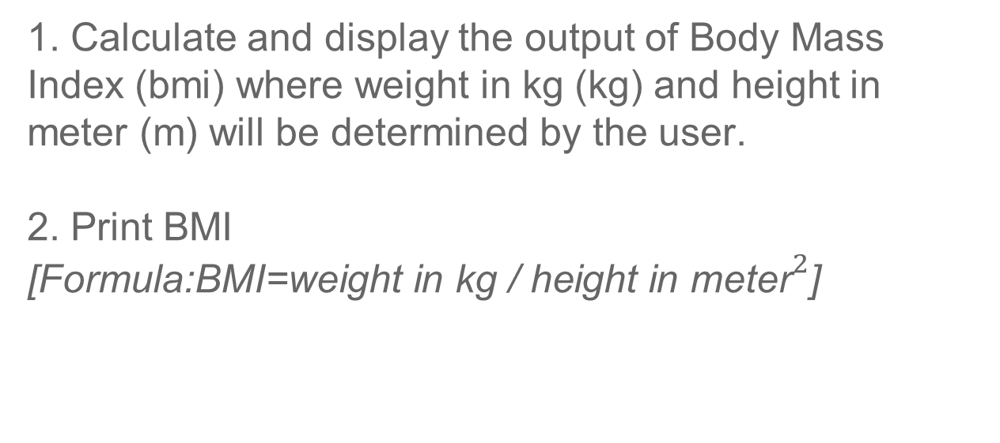 1. Calculate and display the output of Body Mass
Index (bmi) where weight in kg (kg) and height in
meter (m) will be determined by the user.
2. Print BMI
[Formula:BMI=weight in kg / height in meter²]